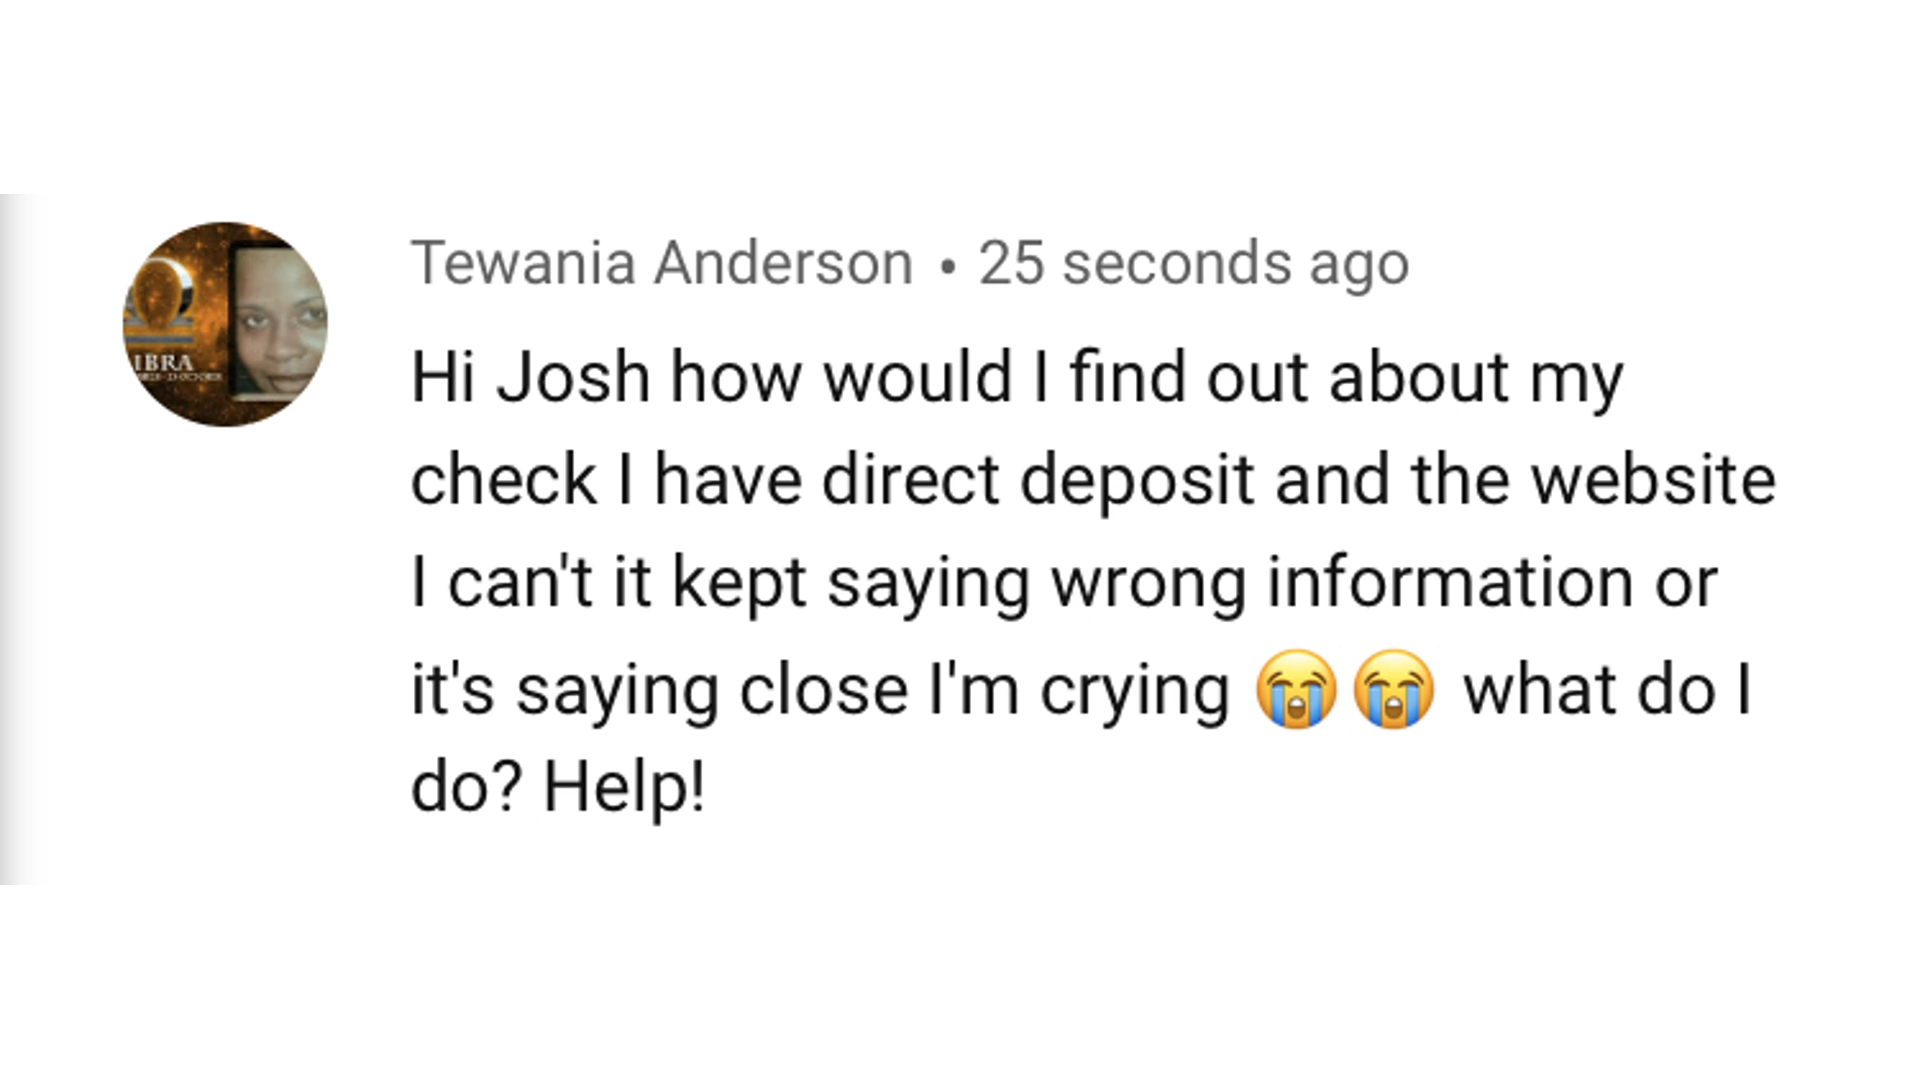 Tewania Anderson • 25 seconds ago
Hi Josh how would I find out about my
check I have direct deposit and the website
I can't it kept saying wrong information or
it's saying close I'm crying 😭😭 what do I
do? Help!
IBRA